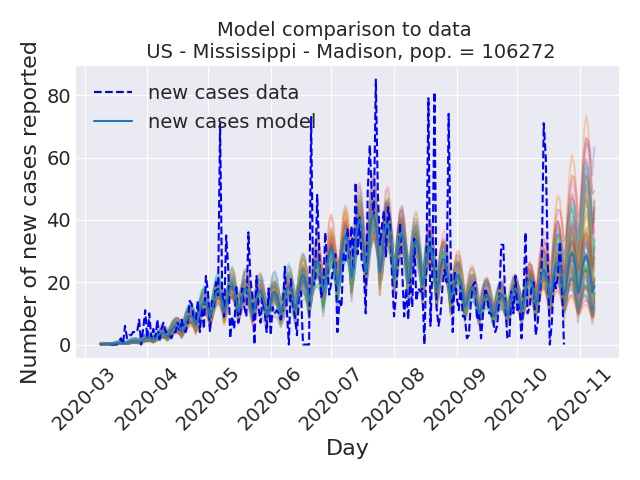 Model comparison to data
US - Mississippi - Madison, pop. = 106272
Number of new cases reported
80
60
40
20
0
new cases data
new cases model
2020-03
2020-04
2020-05
2020-06
2020-07
2020-08
2020-09
2020-10
2020-11
Day